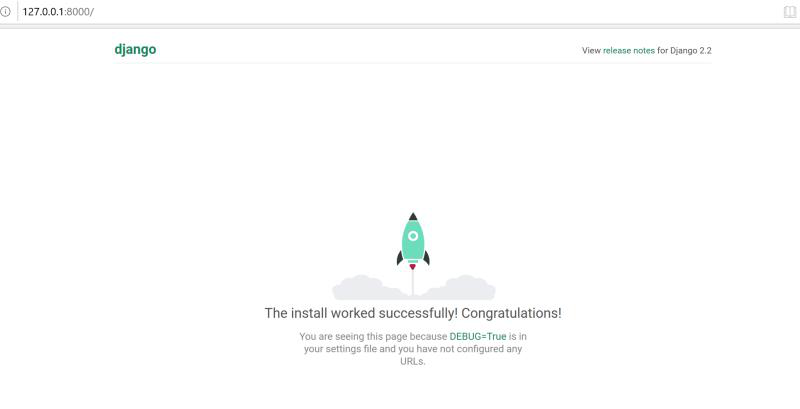 127.0.0.1:8000/
django
View release notes for Django 2.2
The install worked successfully! Congratulations!
You are seeing this page because DEBUG=True is in
your settings file and you have not configured any
URLs.